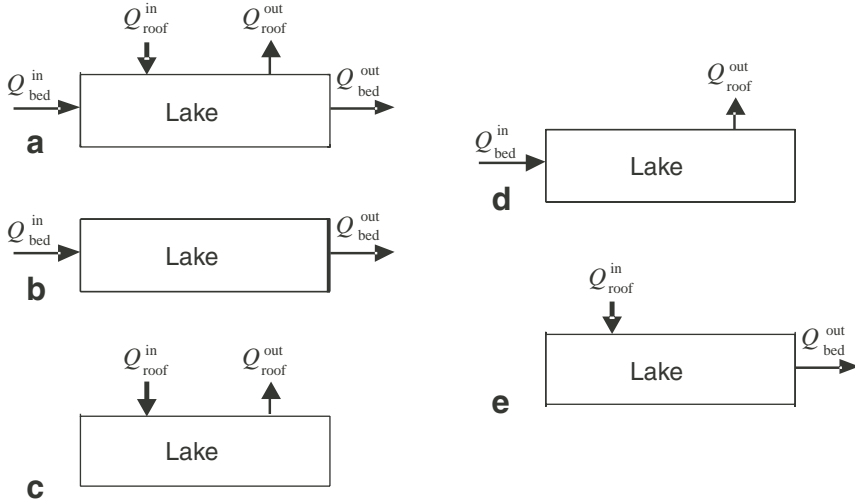 Q in roof
Q out roof
Q in bed
Q out bed
Lake
a
Q in bed
Q out bed
Lake
b
Q in roof
Q out roof
Lake
c
Q out roof
Q in bed
Lake
d
Q in roof
Q out bed
Lake
e